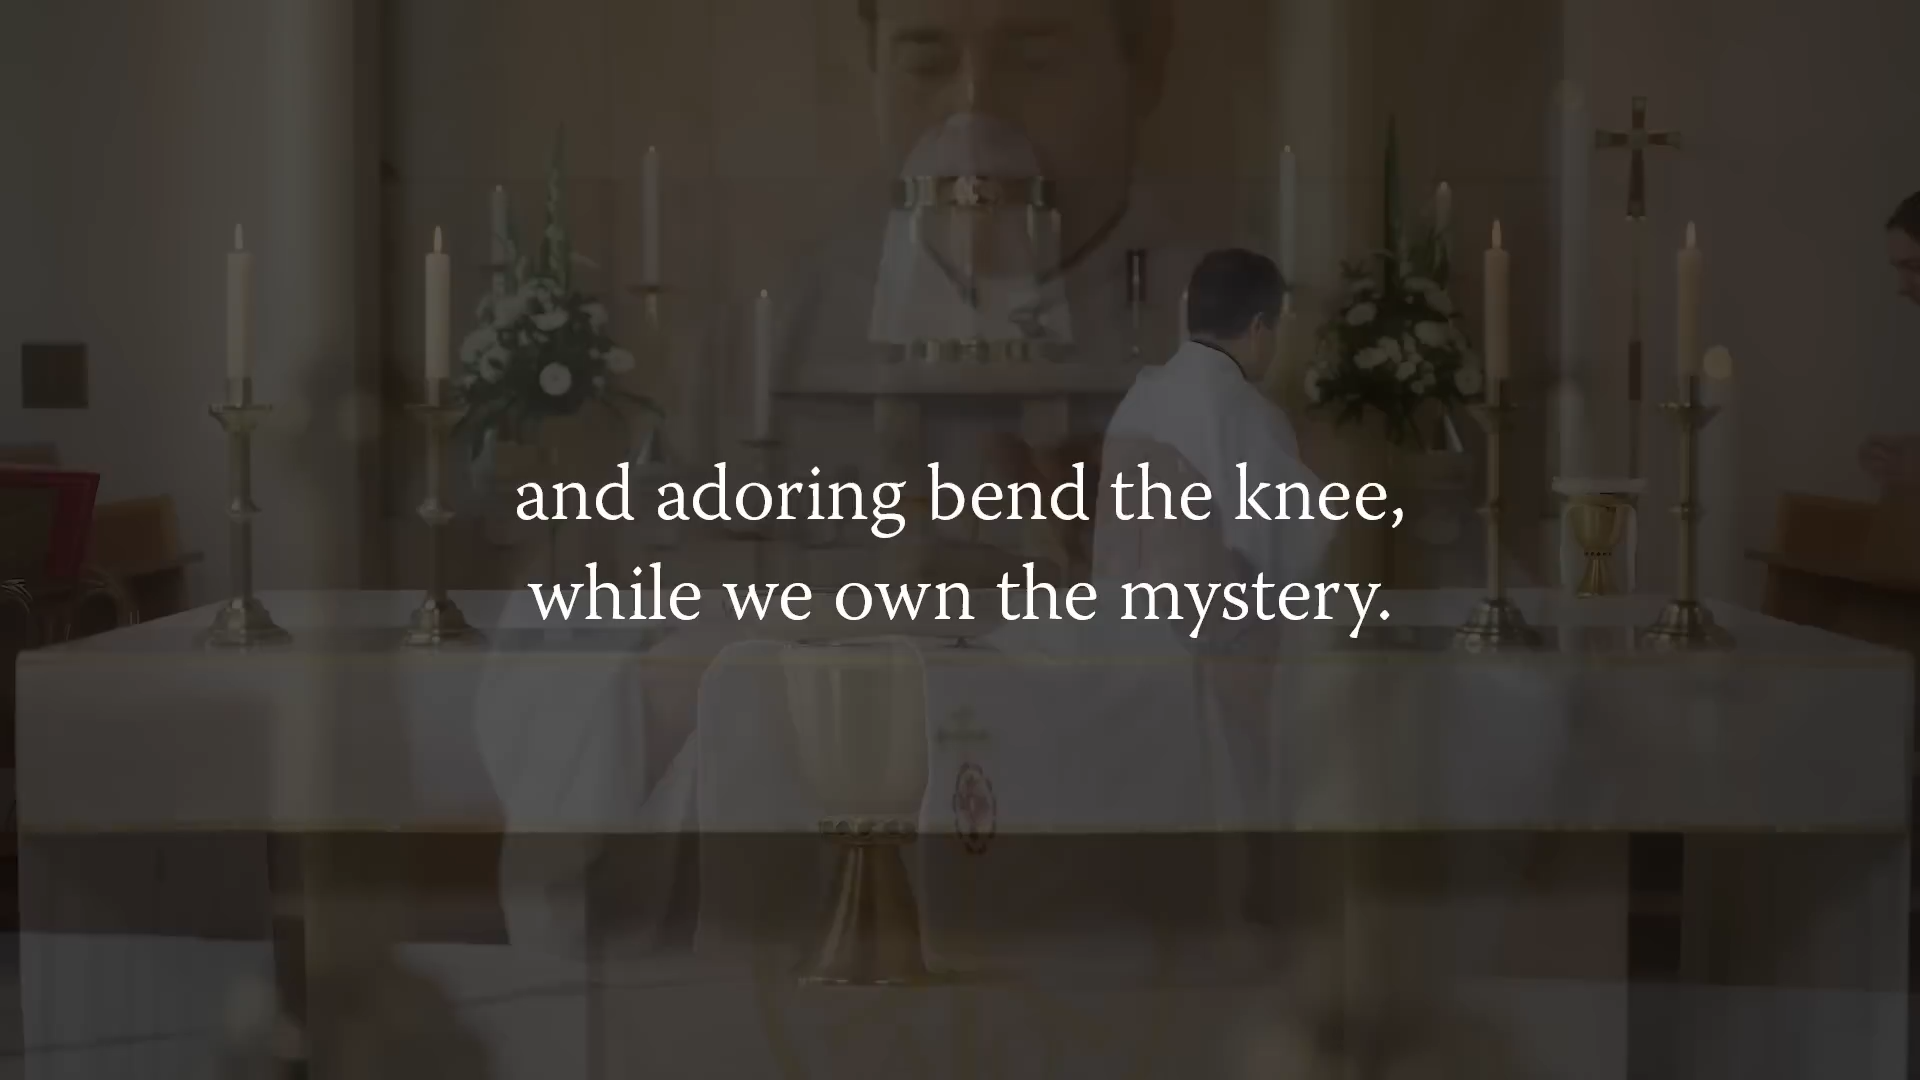 and adoring bend the knee,
while we own the mystery.